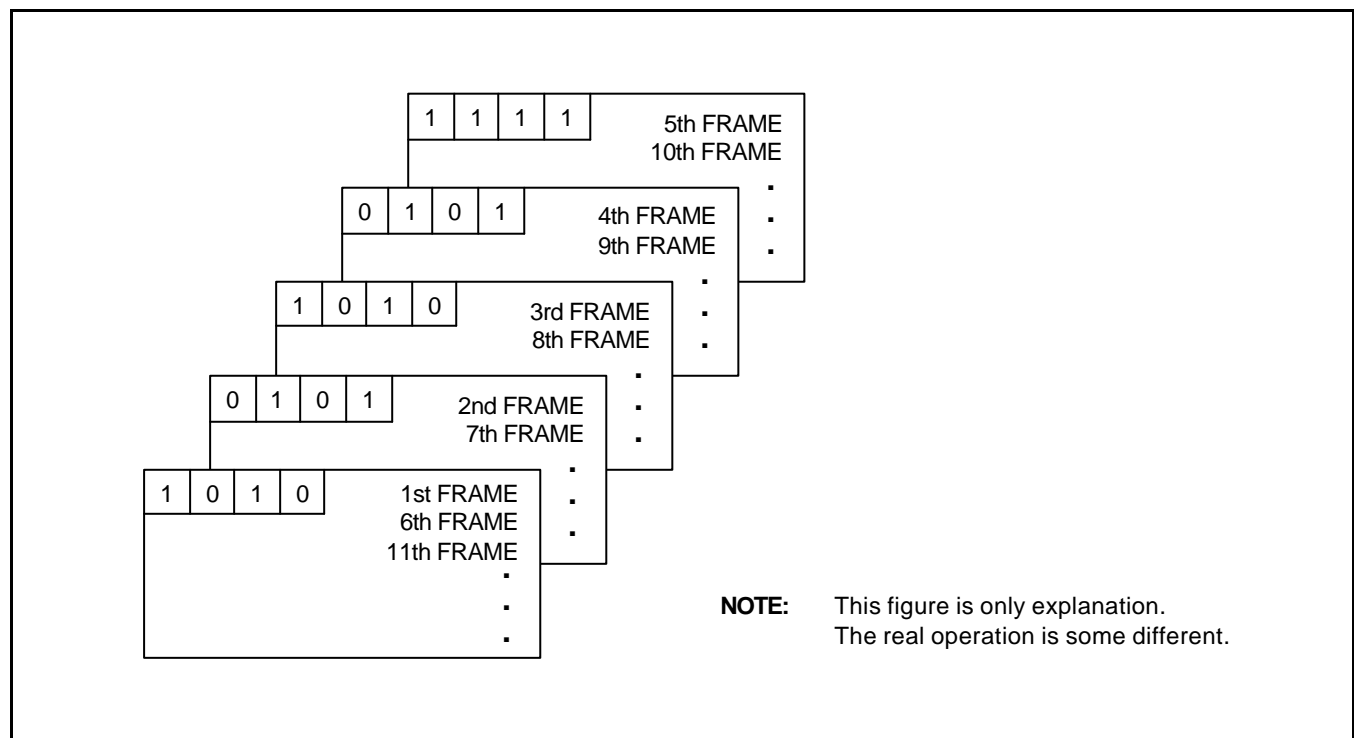 1 1 1 1
5th FRAME
10th FRAME
0 1 0 1
4th FRAME
9th FRAME
1 0 1 0
3rd FRAME
8th FRAME
0 1 0 1
2nd FRAME
7th FRAME
1 0 1 0
1st FRAME
6th FRAME
11th FRAME
NOTE: This figure is only explanation.
The real operation is some different.